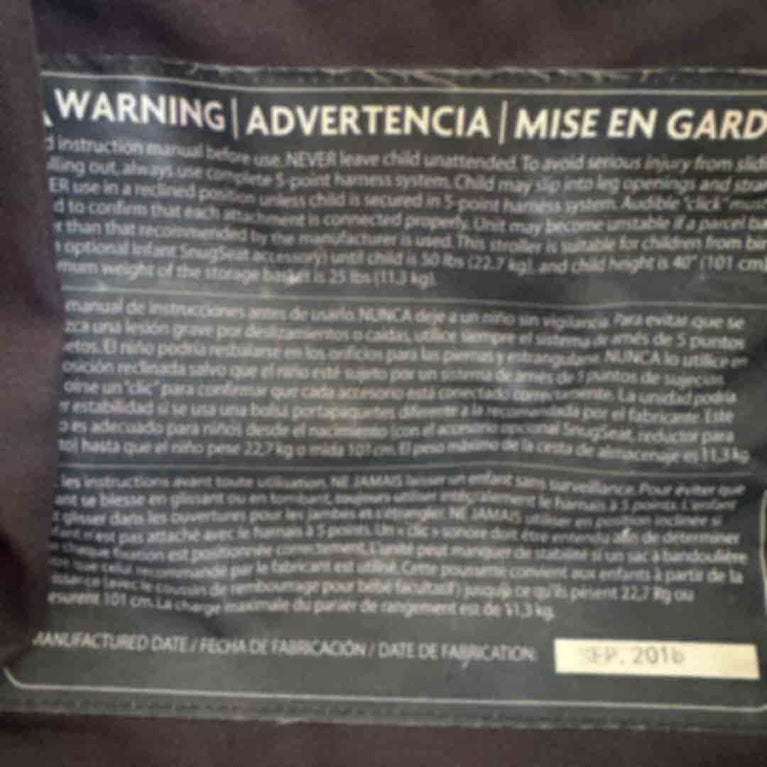 WARNING | ADVERTENCIA | MISE EN GARD
d instruction manual before use. NEVER leave child unattended. To avoid serious injury from slidi
lling out, always use complete 5-point harness system. Child may slip into leg openings and stran
ER use in a reclined position unless child is secured in 5-point harness system. Audible "click" must
d to confirm that each attachment is connected properly. Unit may become unstable if a parcel ba
r than that recommended by the manufacturer is used. This stroller is suitable for children from bir
optional Infant SnugSeat accessory) until child is 50 lbs (22.7 kg), and child height is 40" (101 cm)
mum weight of the storage basket is 25 lbs (11.3 kg).
manual de instrucciones antes de usarlo. NUNCA deje a un niño sin vigilancia. Para evitar que se
zca una lesión grave por deslizamientos o caídas, utilice siempre el sistema de arnés de 5 puntos
etos. El niño podría resbalarse en los orificios para las piernas y estrangularse. NUNCA lo utilice en
osición reclinada salvo que el niño esté sujeto por un sistema de arnés de 5 puntos de sujeción.
oírse un "clic" para confirmar que cada accesorio está conectado correctamente. La unidad podría
r estabilidad si se usa una bolsa portapaquetes diferente a la recomendada por el fabricante. Este
o es adecuado para niños desde el nacimiento (con el accesorio opcional SnugSeat, reductor para
to) hasta que el niño pese 22,7 kg o mida 101 cm. El peso máximo de la cesta de almacenaje es 11,3 kg
les instructions avant toute utilisation. NE JAMAIS laisser un enfant sans surveillance. Pour éviter que
ant se blesse en glissant ou en tombant, toujours utiliser le harnais à 5 points. L'enfant
glisser dans les ouvertures pour les jambes et s'étrangler. NE JAMAIS utiliser en position inclinée si
ant n'est pas attaché avec le harnais à 5 points. Un « clic » sonore doit être entendu afin de déterminer
chaque fixation est positionnée correctement. L'unité peut manquer de stabilité si un sac à bandoulière
que celui recommandé par le fabricant est utilisé. Cette poussette convient aux enfants à partir de la
issance (avec le coussin de rembourrage pour bébé facultatif) jusqu'à ce qu'ils pèsent 22,7 kg ou
esurent 101 cm. La charge maximale du panier de rangement est de 11,3 kg.
MANUFACTURED DATE / FECHA DE FABRICACIÓN / DATE DE FABRICATION:
SEP. 2016